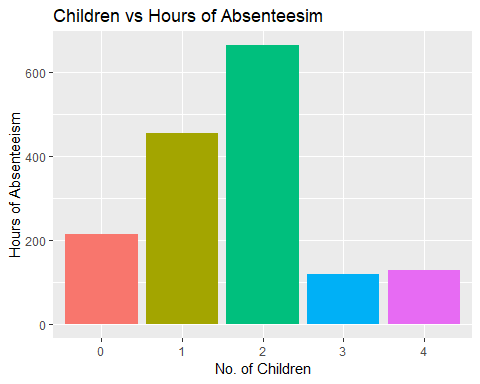 Children vs Hours of Absenteesim
600
400
200
0
Hours of Absenteeism
0 1 2 3 4
No. of Children